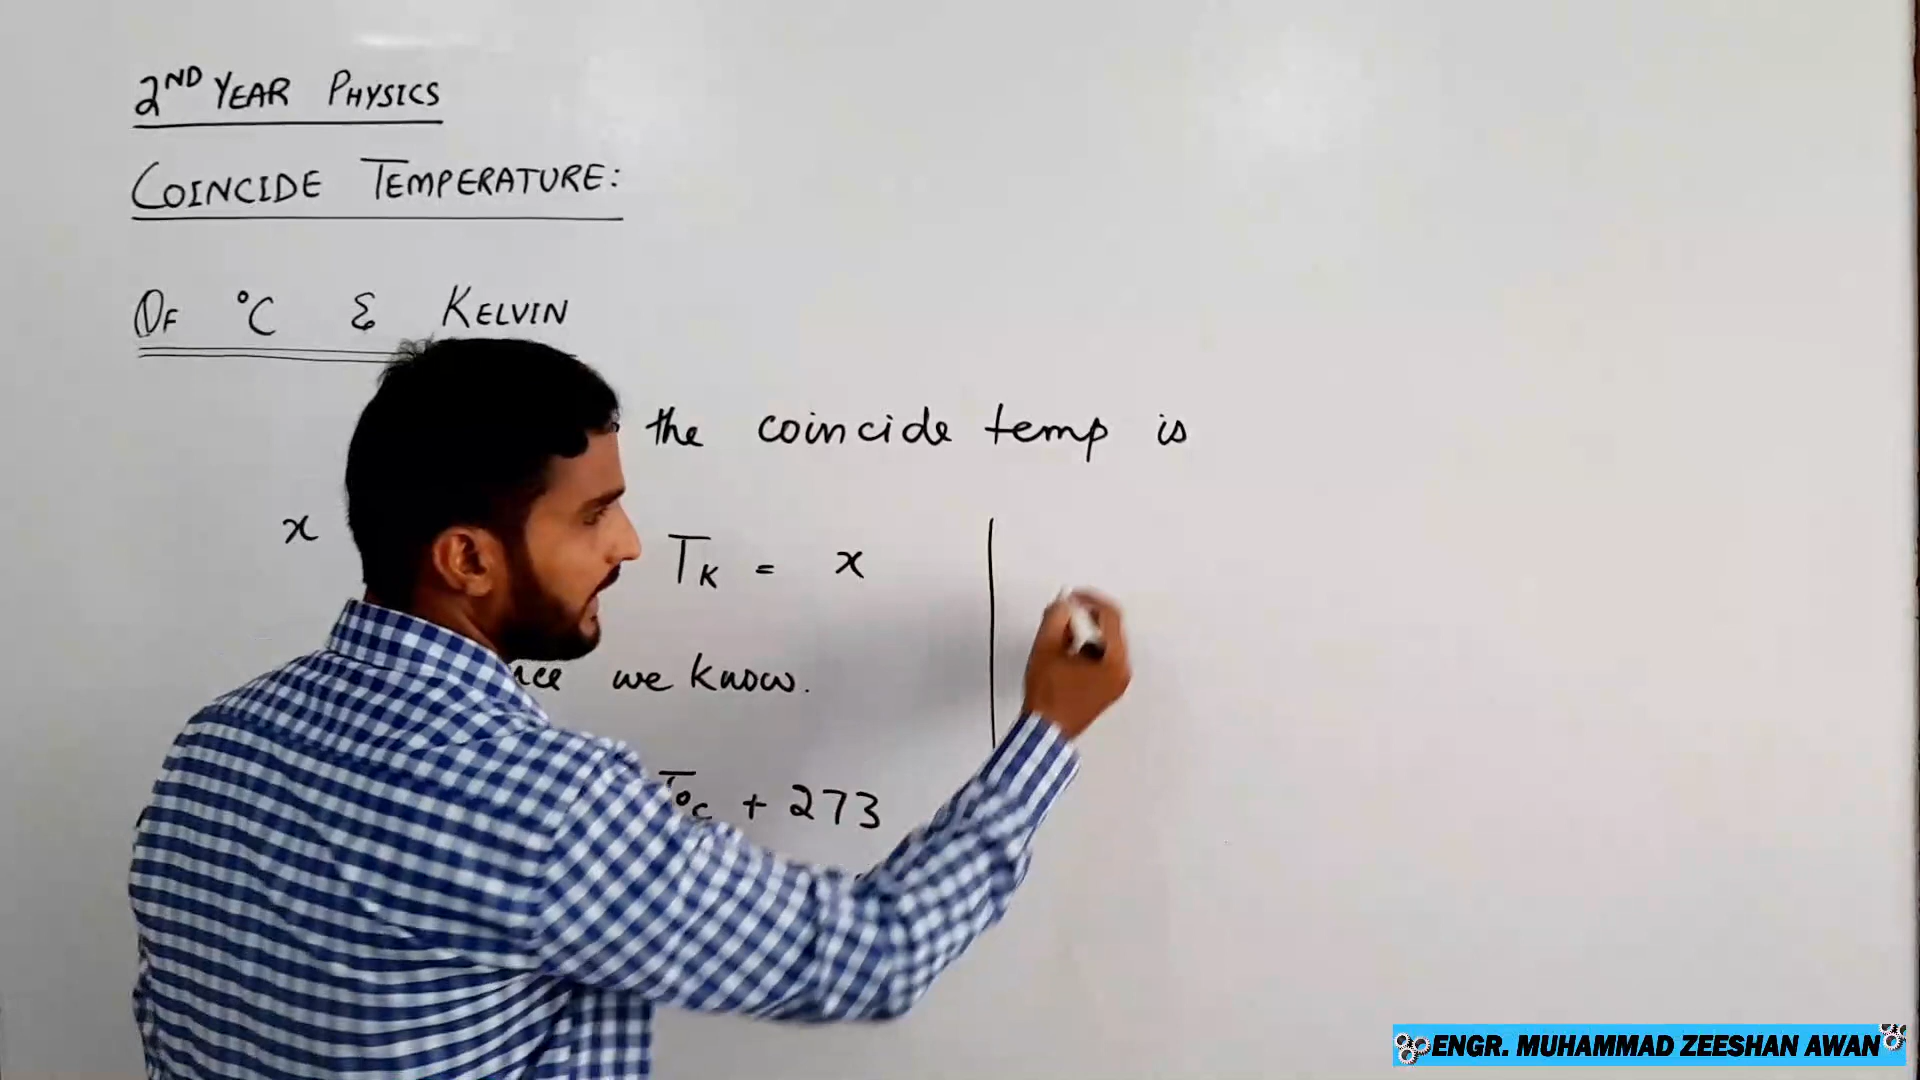 2ND YEAR PHYSICS
COINCIDE TEMPERATURE:
OF °C & KELVIN
the coincide temp is
x
TK = x
we know.
T°C + 273
ENGR. MUHAMMAD ZEESHAN AWAN